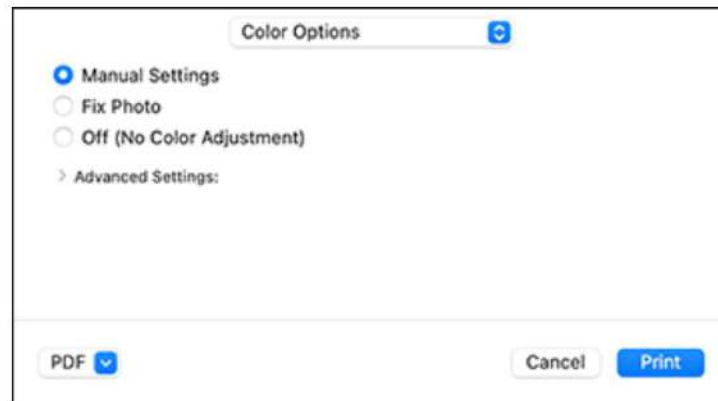 Color Options
Manual Settings
Fix Photo
Off (No Color Adjustment)
Advanced Settings:
PDF Cancel Print